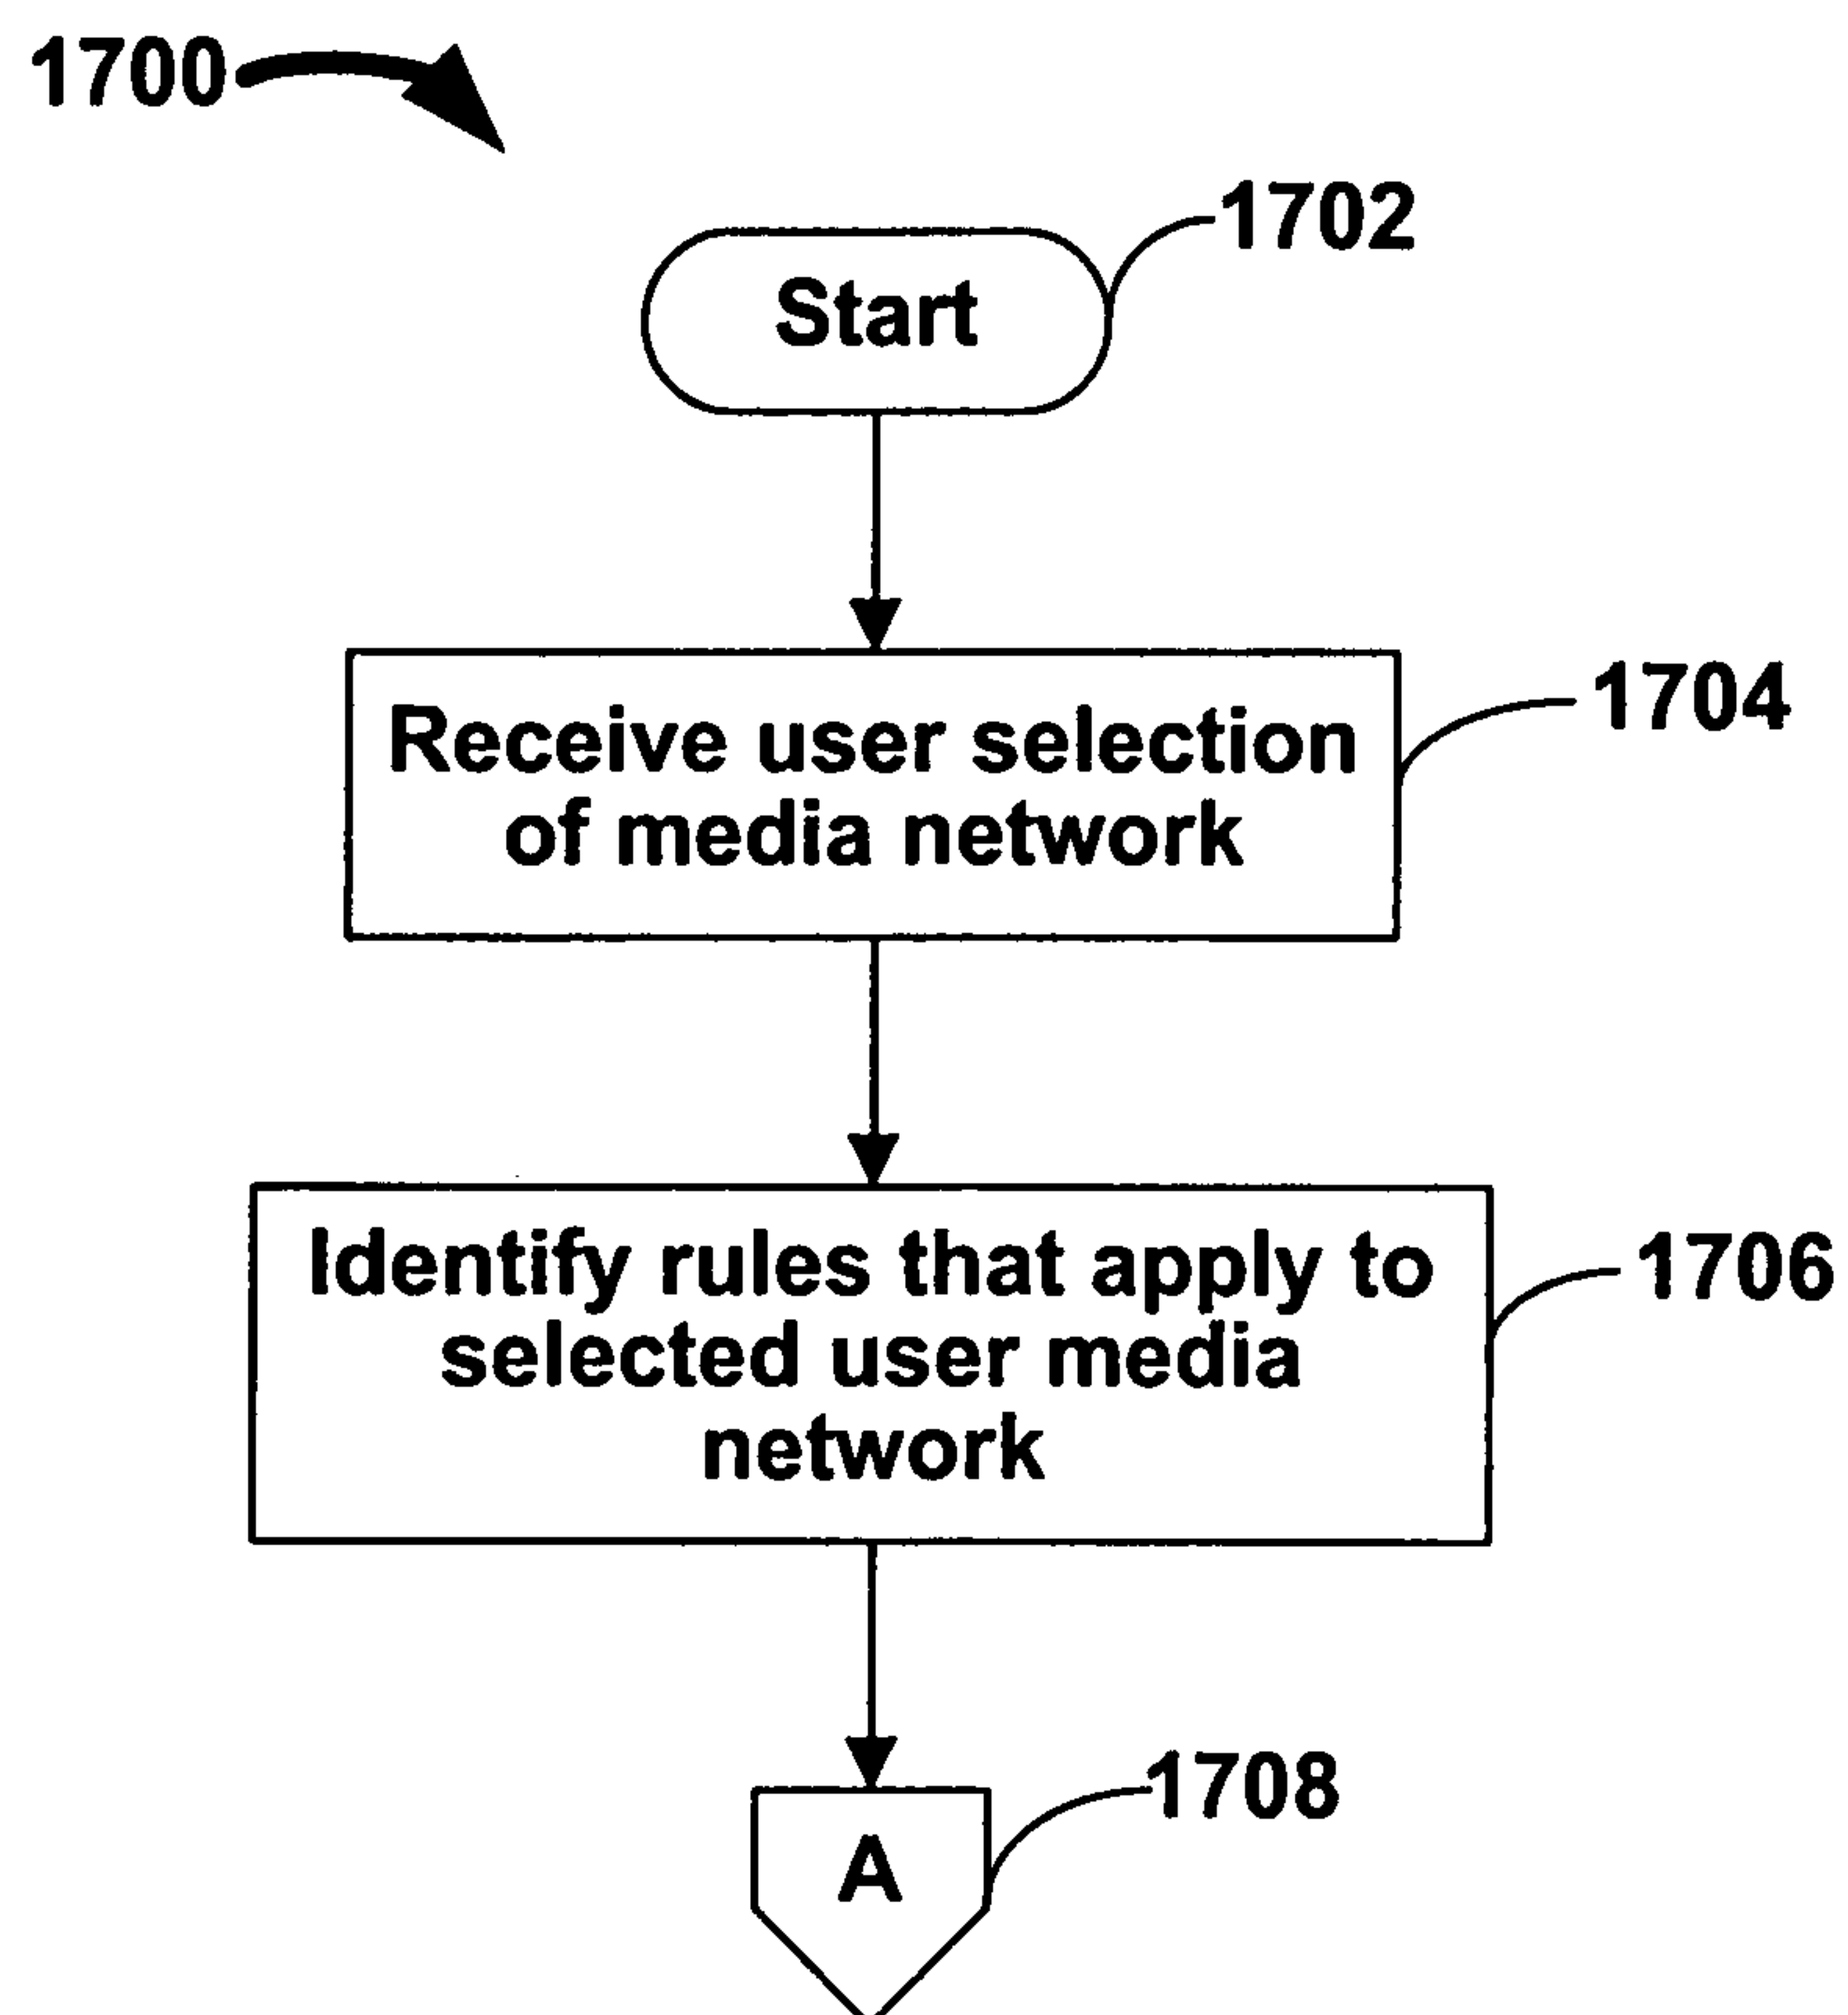 1700
1702
Start
1704
Receive user selection
of media network
1706
Identify rules that apply to
selected user media
network
1708
A